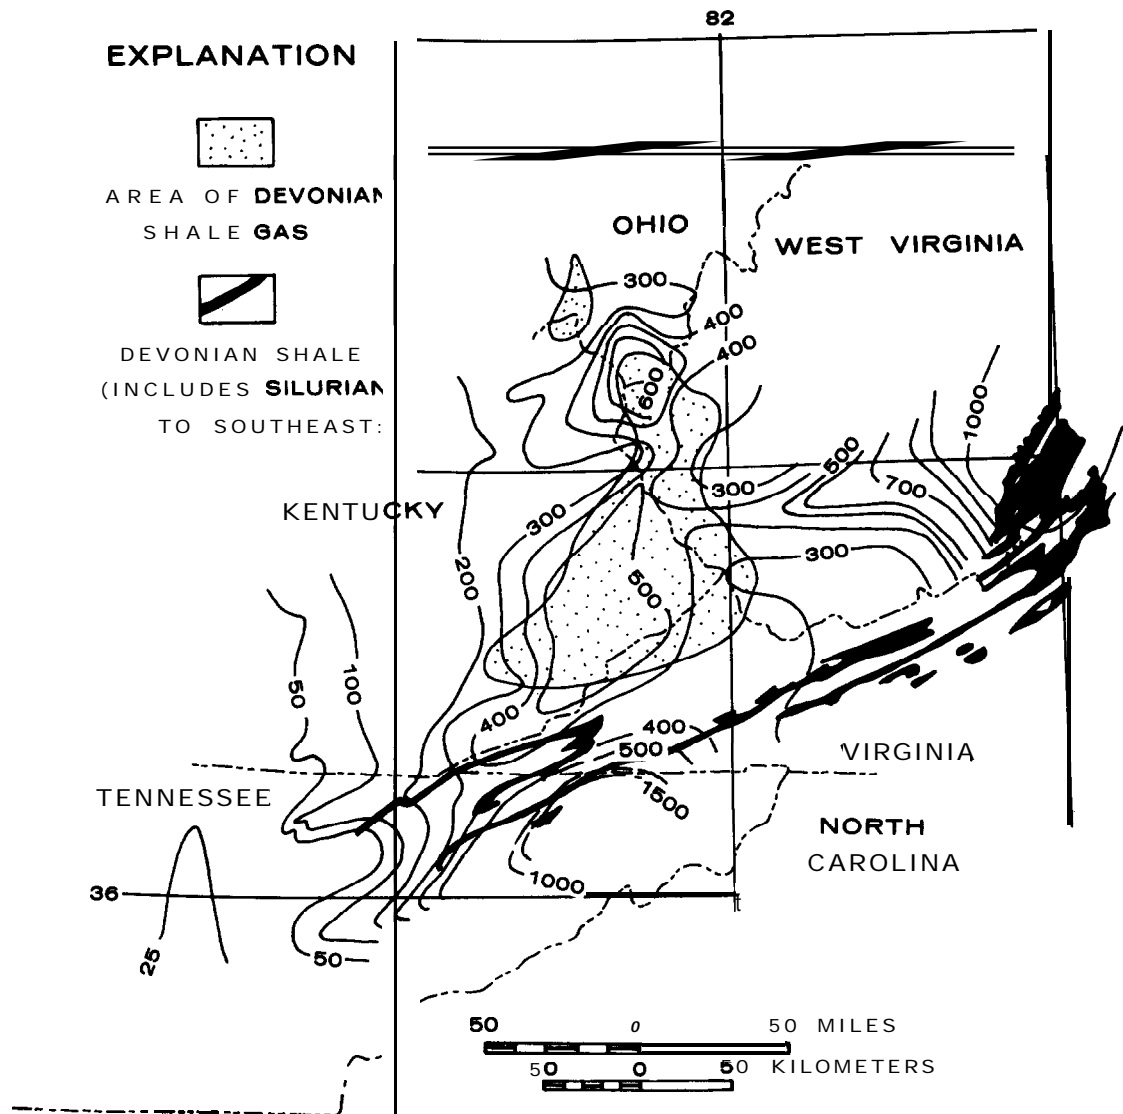 82
EXPLANATION
AREA OF DEVONIAN
SHALE GAS
DEVONIAN SHALE
(INCLUDES SILURIAN
TO SOUTHEAST:
OHIO
WEST VIRGINIA
300
400
400
600
1000
500
700
300
KENTUCKY
300
300
200
500
50
100
400
400
500
1500
VIRGINIA
TENNESSEE
NORTH
CAROLINA
36
1000
25
50
50 0 50 MILES
50 0 50 KILOMETERS